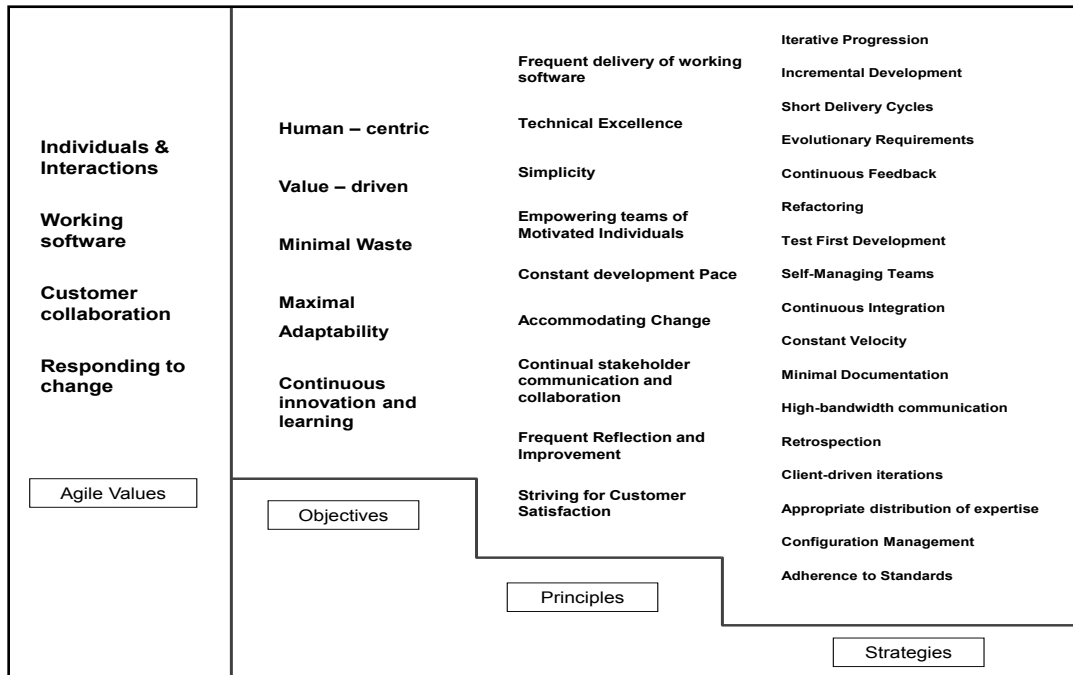 Individuals &
Interactions
Working
software
Customer
collaboration
Responding to
change
Agile Values
Human – centric
Value – driven
Minimal Waste
Maximal
Adaptability
Continuous
innovation and
learning
Objectives
Frequent delivery of working
software
Technical Excellence
Simplicity
Empowering teams of
Motivated Individuals
Constant development Pace
Accommodating Change
Continual stakeholder
communication and
collaboration
Frequent Reflection and
Improvement
Striving for Customer
Satisfaction
Principles
Iterative Progression
Incremental Development
Short Delivery Cycles
Evolutionary Requirements
Continuous Feedback
Refactoring
Test First Development
Self-Managing Teams
Continuous Integration
Constant Velocity
Minimal Documentation
High-bandwidth communication
Retrospection
Client-driven iterations
Appropriate distribution of expertise
Configuration Management
Adherence to Standards
Strategies